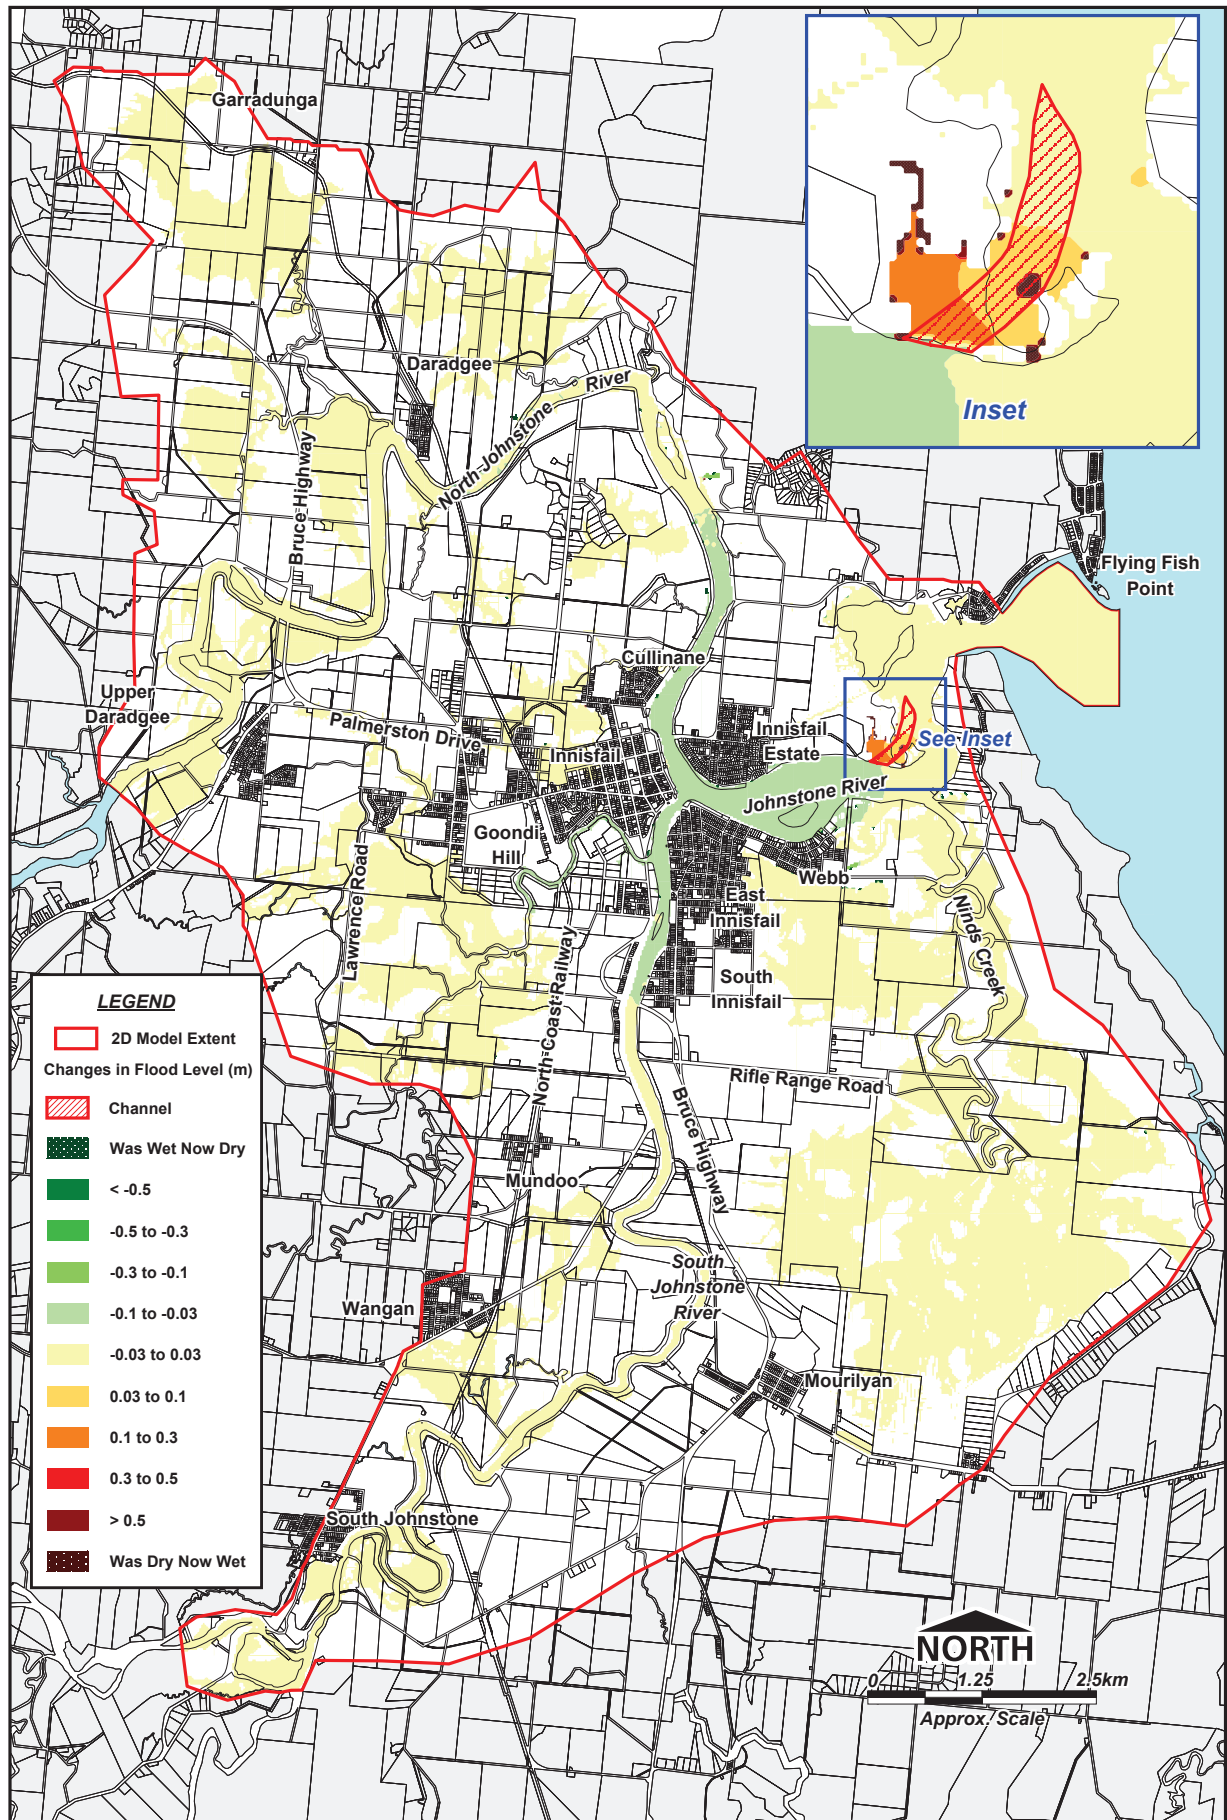 Garradunga
Inset
Daradgee
River
North Johnstone
Bruce Highway
Flying Fish
Point
Cullinane
Upper
Daradgee
Palmerston Drive
Innisfail
Innisfail
Estate
See Inset
Johnstone River
Goondi
Hill
Lawrence Road
Webb
East
Innisfail
Ninds Creek
North Coast Railway
South
Innisfail
LEGEND
2D Model Extent
Changes in Flood Level (m)
Channel
Was Wet Now Dry
< -0.5
-0.5 to -0.3
-0.3 to -0.1
-0.1 to -0.03
-0.03 to 0.03
0.03 to 0.1
0.1 to 0.3
0.3 to 0.5
> 0.5
Was Dry Now Wet
Rifle Range Road
Bruce Highway
Mundoo
South
Johnstone
River
Wangan
Mourilyan
South Johnstone
NORTH
0 1.25 2.5km
Approx. Scale